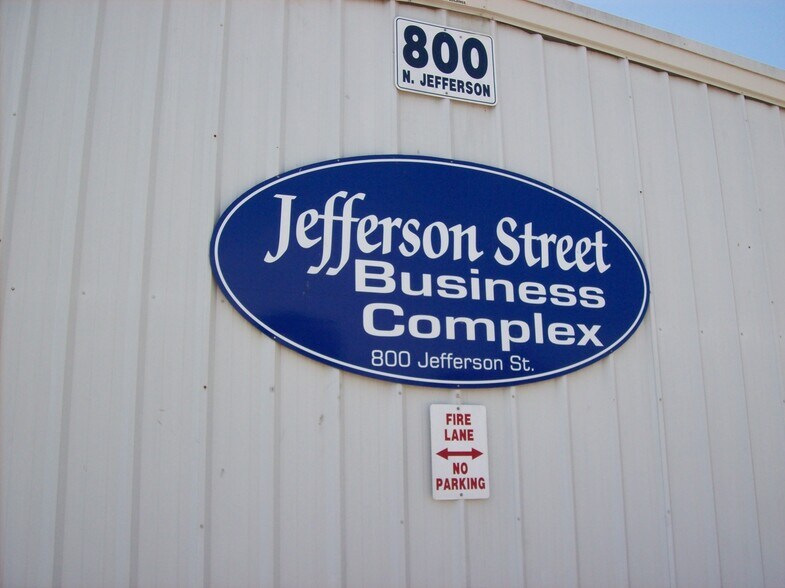 800
N. JEFFERSON
Jefferson Street
Business
Complex
800 Jefferson St.
FIRE
LANE
NO
PARKING